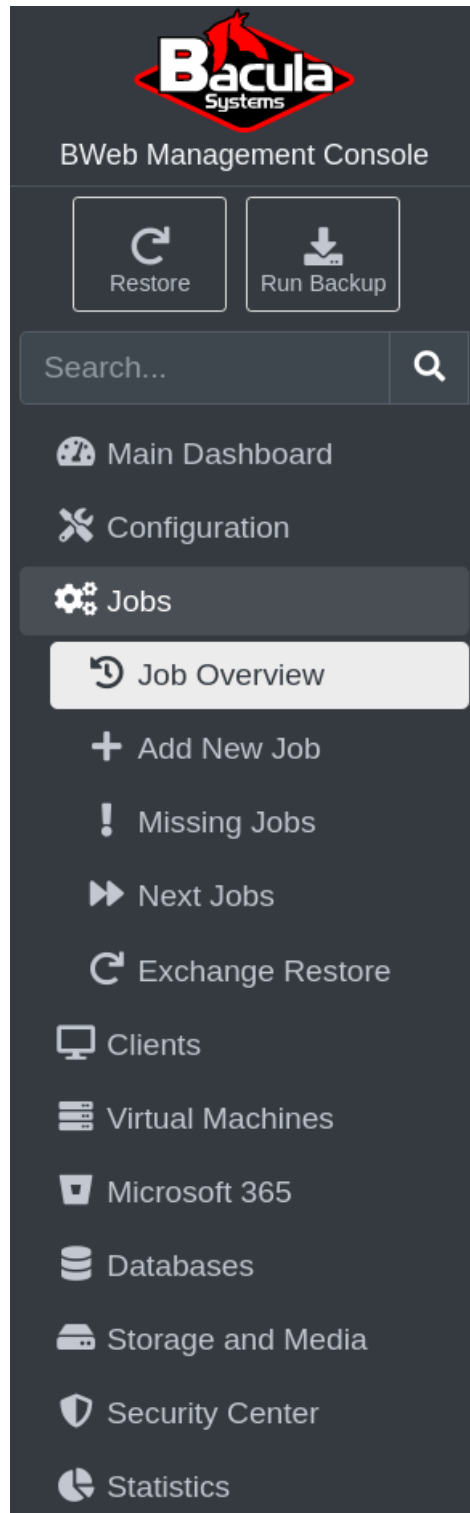 Bacula
Systems
BWeb Management Console
Restore
Run Backup
Search...
Main Dashboard
Configuration
Jobs
Job Overview
Add New Job
Missing Jobs
Next Jobs
Exchange Restore
Clients
Virtual Machines
Microsoft 365
Databases
Storage and Media
Security Center
Statistics